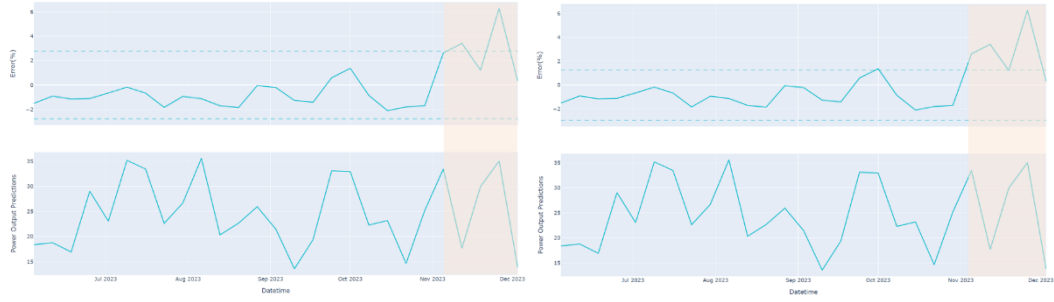 6
4
2
0
−2
Error(%)
35
30
25
20
15
Power Output Predictions
Jul 2023
Aug 2023
Sep 2023
Oct 2023
Nov 2023
Dec 2023
Datetime
6
4
2
0
−2
Error(%)
35
30
25
20
15
Power Output Predictions
Jul 2023
Aug 2023
Sep 2023
Oct 2023
Nov 2023
Dec 2023
Datetime